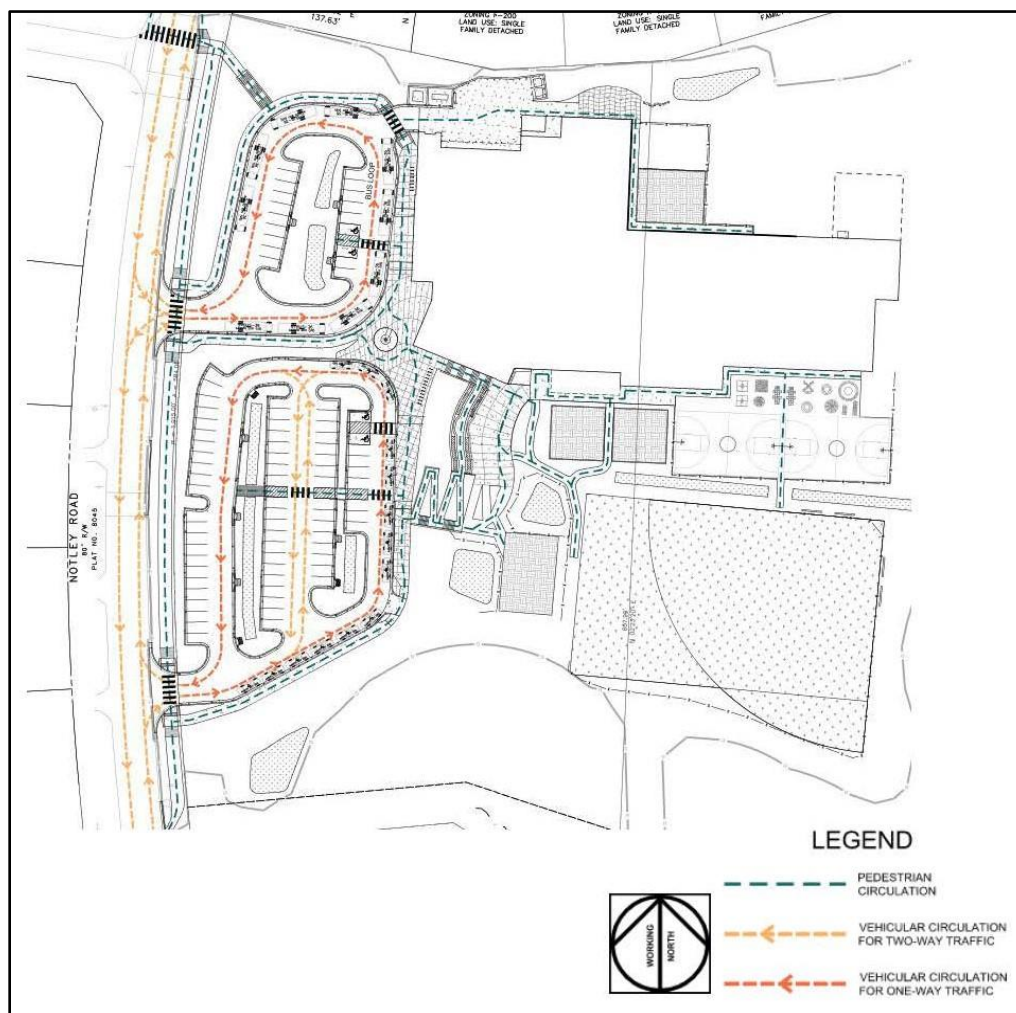 137.63'
E
N
ZONING R-200
LAND USE: SINGLE
FAMILY DETACHED
LAND USE: SINGLE
FAMILY DETACHED
BUS LOOP
NOTLEY ROAD
80' R/W
PLAT NO. 8045
LEGEND
PEDESTRIAN
CIRCULATION
VEHICULAR CIRCULATION
FOR TWO-WAY TRAFFIC
VEHICULAR CIRCULATION
FOR ONE-WAY TRAFFIC
WORKING
NORTH